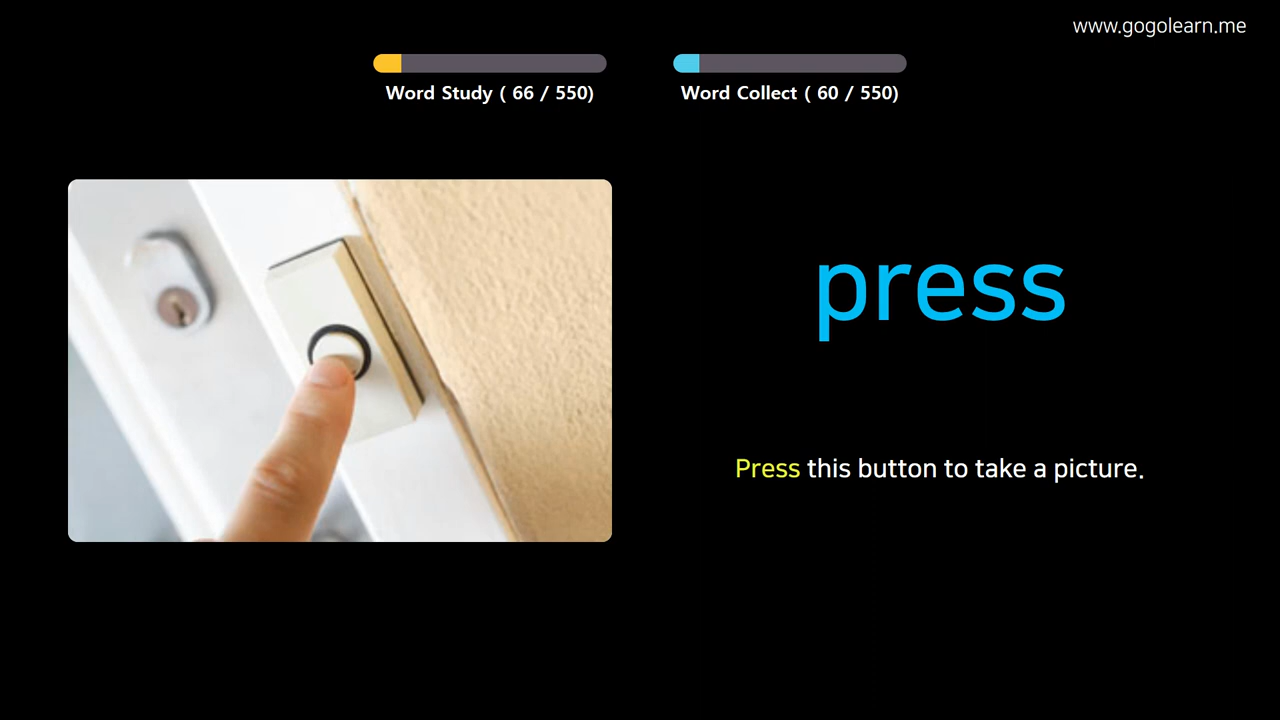 www.gogolearn.me
Word Study ( 66 / 550)
Word Collect ( 60 / 550)
press
Press this button to take a picture.